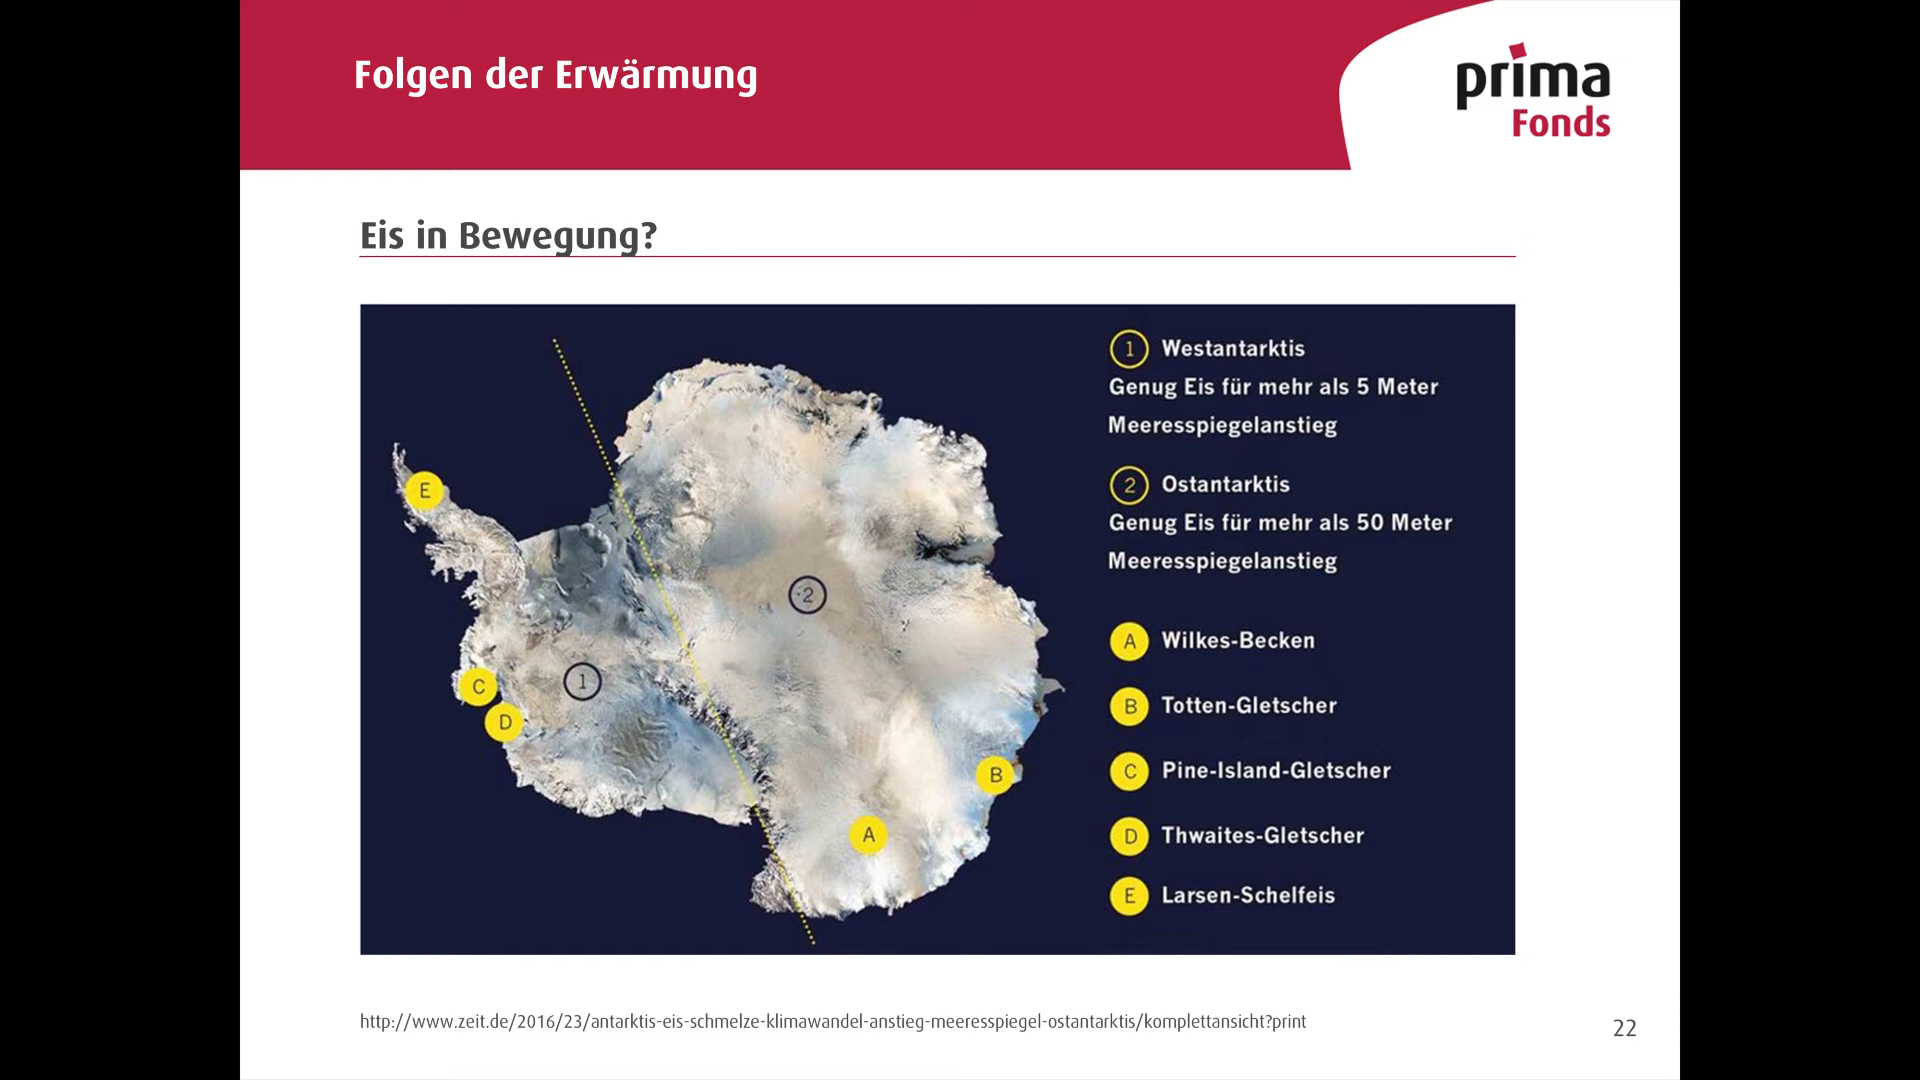 Folgen der Erwärmung
prima
Fonds
Eis in Bewegung?
1 Westantarktis
Genug Eis für mehr als 5 Meter
Meeresspiegelanstieg
2 Ostantarktis
Genug Eis für mehr als 50 Meter
Meeresspiegelanstieg
A Wilkes-Becken
B Totten-Gletscher
C Pine-Island-Gletscher
D Thwaites-Gletscher
E Larsen-Schelfeis
E
2
1
C
D
B
A
http://www.zeit.de/2016/23/antarktis-eis-schmelze-klimawandel-anstieg-meeresspiegel-ostantarktis/komplettansicht?print
22